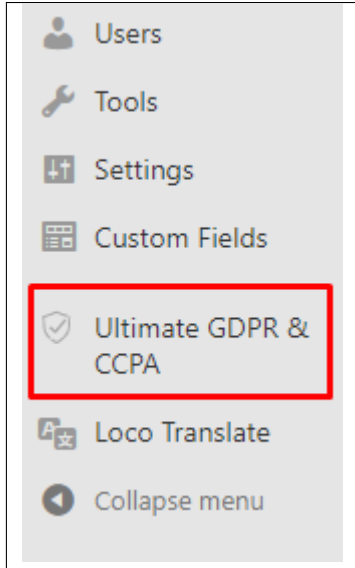 Users
Tools
Settings
Custom Fields
Ultimate GDPR &
CCPA
Loco Translate
Collapse menu